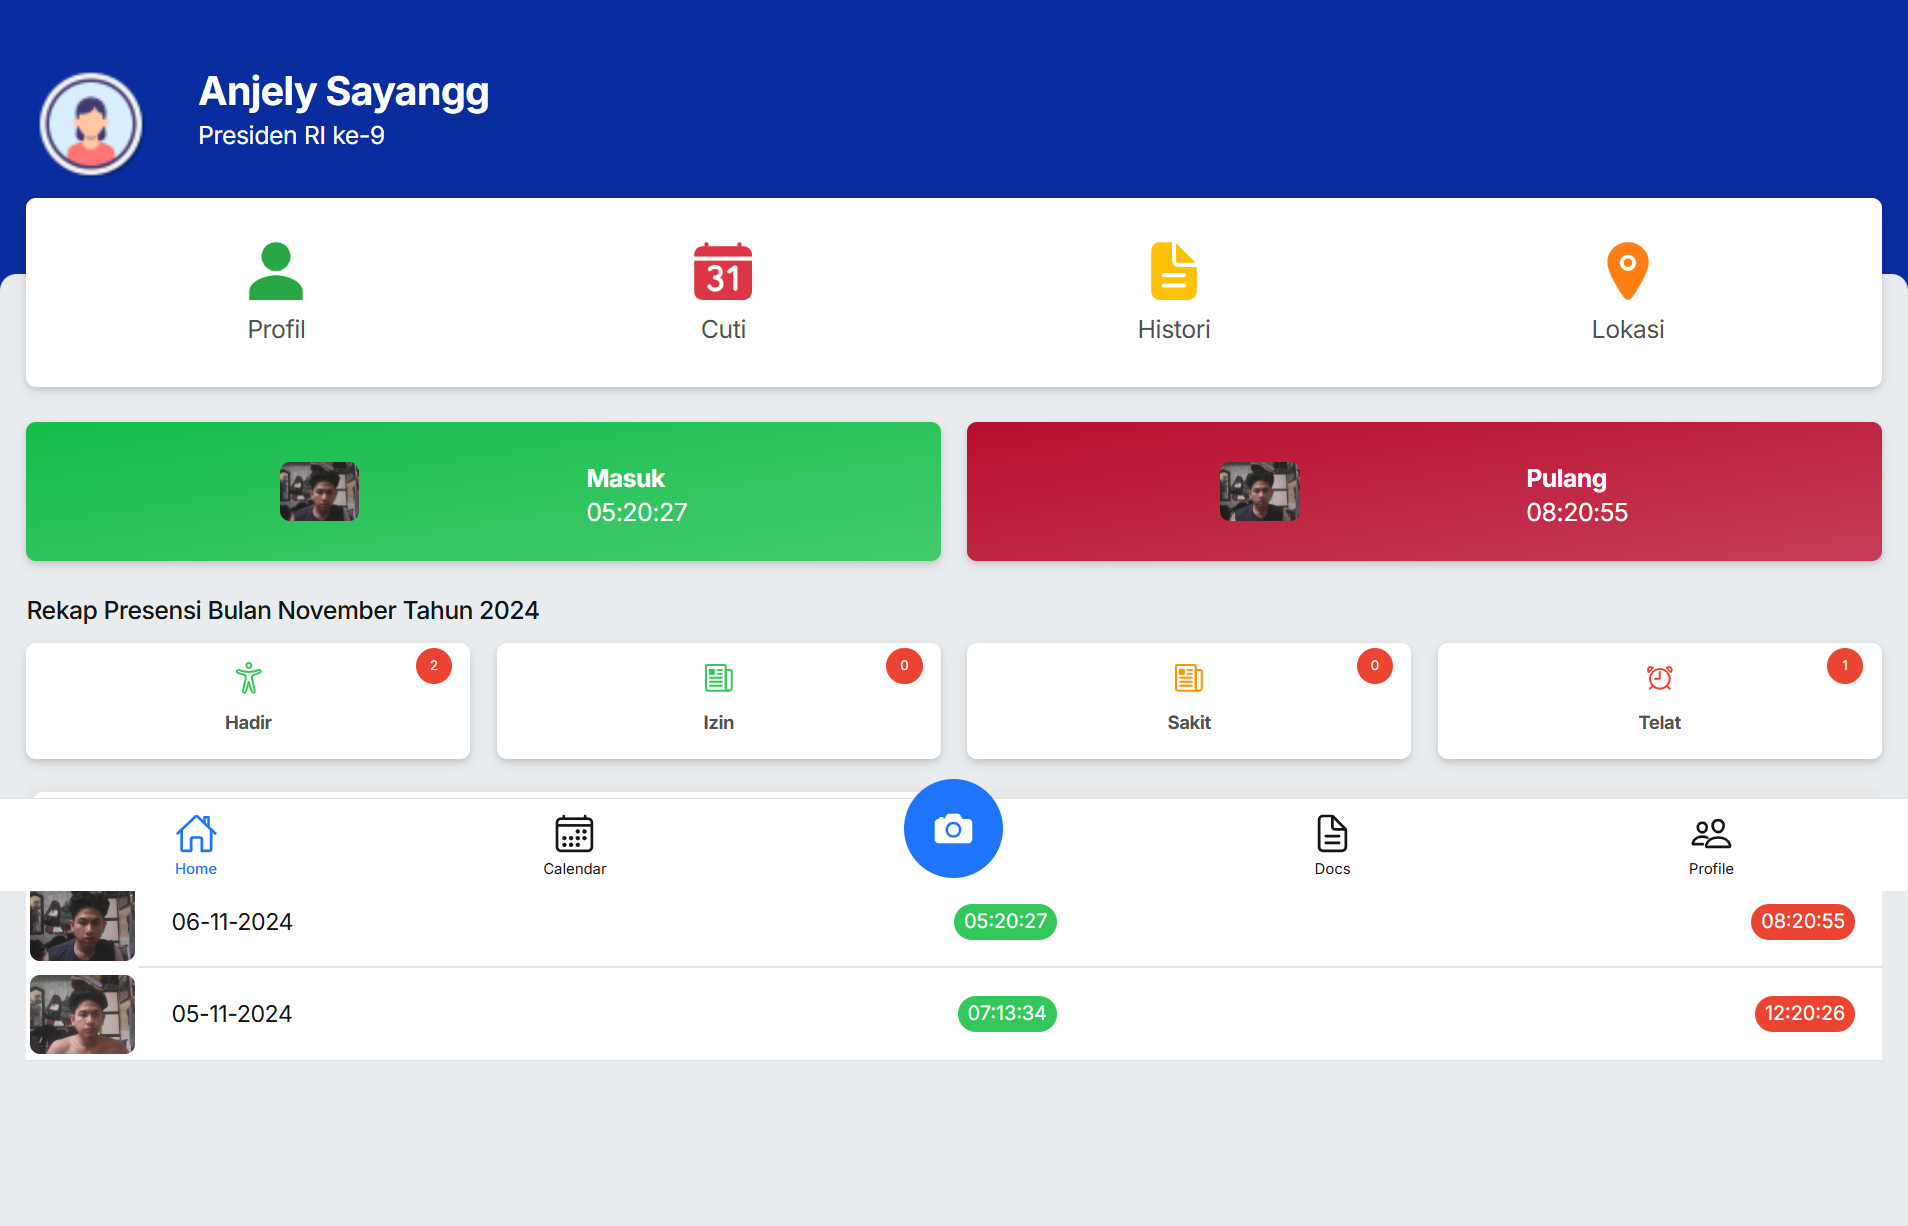 Anjely Sayangg
Presiden RI ke-9
31
Profil
Cuti
Histori
Lokasi
Masuk
05:20:27
Pulang
08:20:55
Rekap Presensi Bulan November Tahun 2024
2
Hadir
0
Izin
0
Sakit
1
Telat
Home
Calendar
Docs
Profile
06-11-2024
05:20:27
08:20:55
05-11-2024
07:13:34
12:20:26